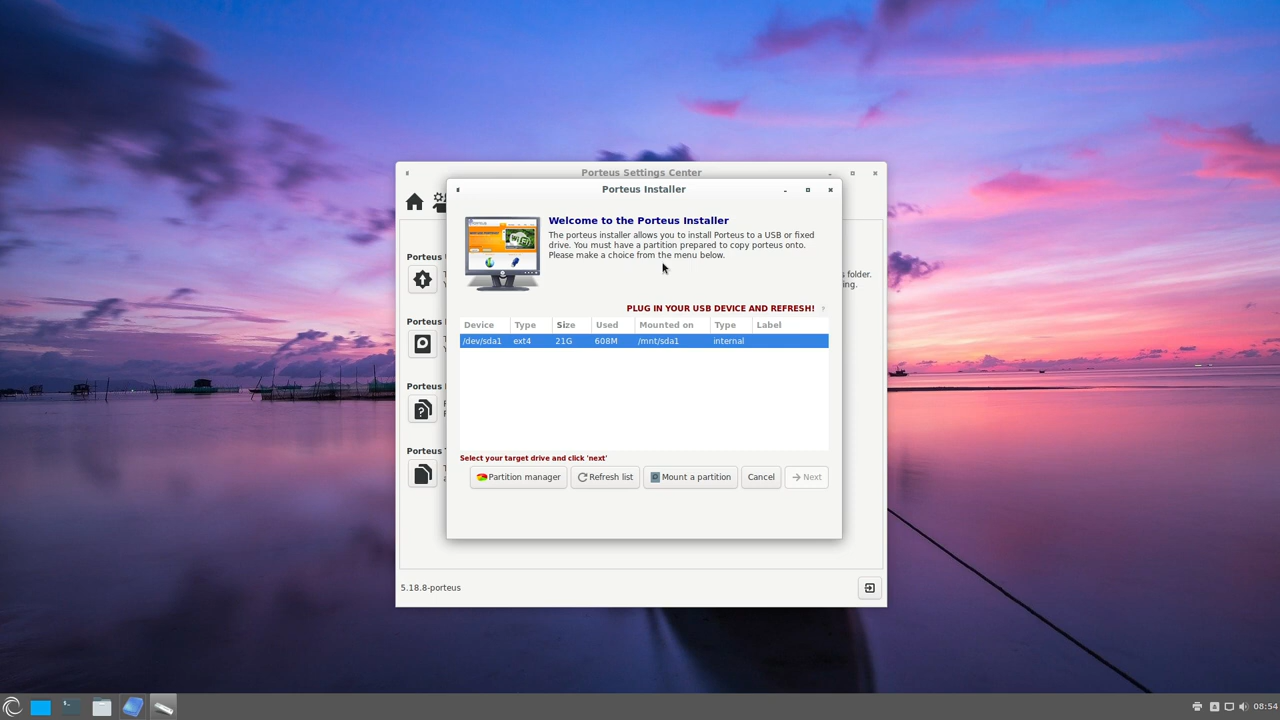 Porteus Settings Center
Porteus Installer
Welcome to the Porteus Installer
The porteus installer allows you to install Porteus to a USB or fixed
drive. You must have a partition prepared to copy porteus onto.
Please make a choice from the menu below.
PLUG IN YOUR USB DEVICE AND REFRESH! ?
Device Type Size Used Mounted on Type Label
/dev/sda1 ext4 21G 608M /mnt/sda1 internal
Select your target drive and click 'next'
Partition manager Refresh list Mount a partition Cancel Next
Porteus
s folder.
ing.
Porteus
Porteus
Porteus
5.18.8-porteus
08:54